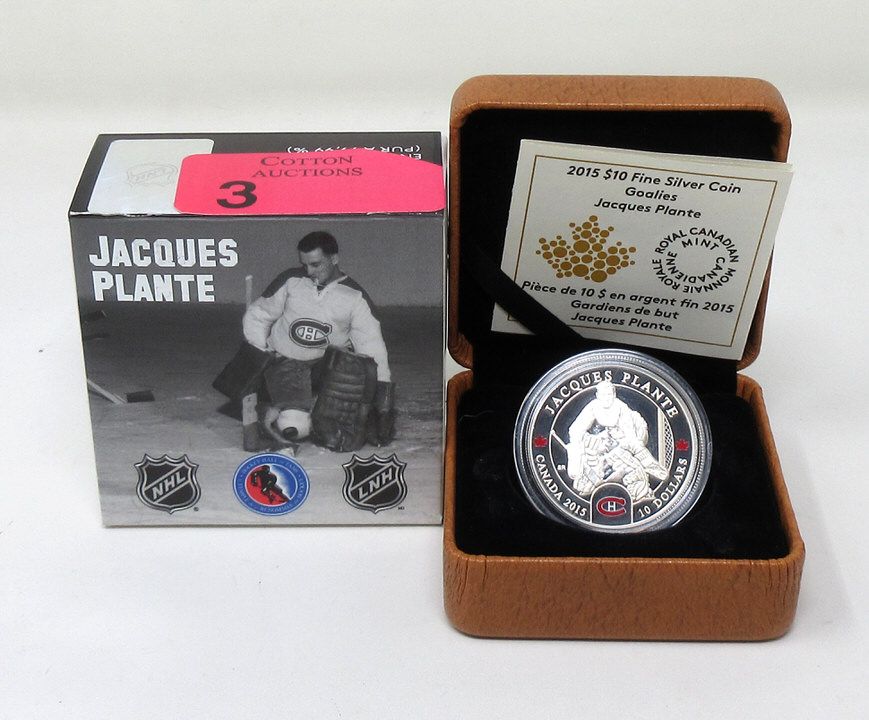 COTTON
AUCTIONS
3
JACQUES
PLANTE
NHL
LNH
2015 $10 Fine Silver Coin
Goalies
Jacques Plante
ROYAL CANADIAN MINT
MONNAIE ROYALE CANADIENNE
Pièce de 10 $ en argent fin 2015
Gardiens de but
Jacques Plante
JACQUES PLANTE
CANADA 2015
10 DOLLARS